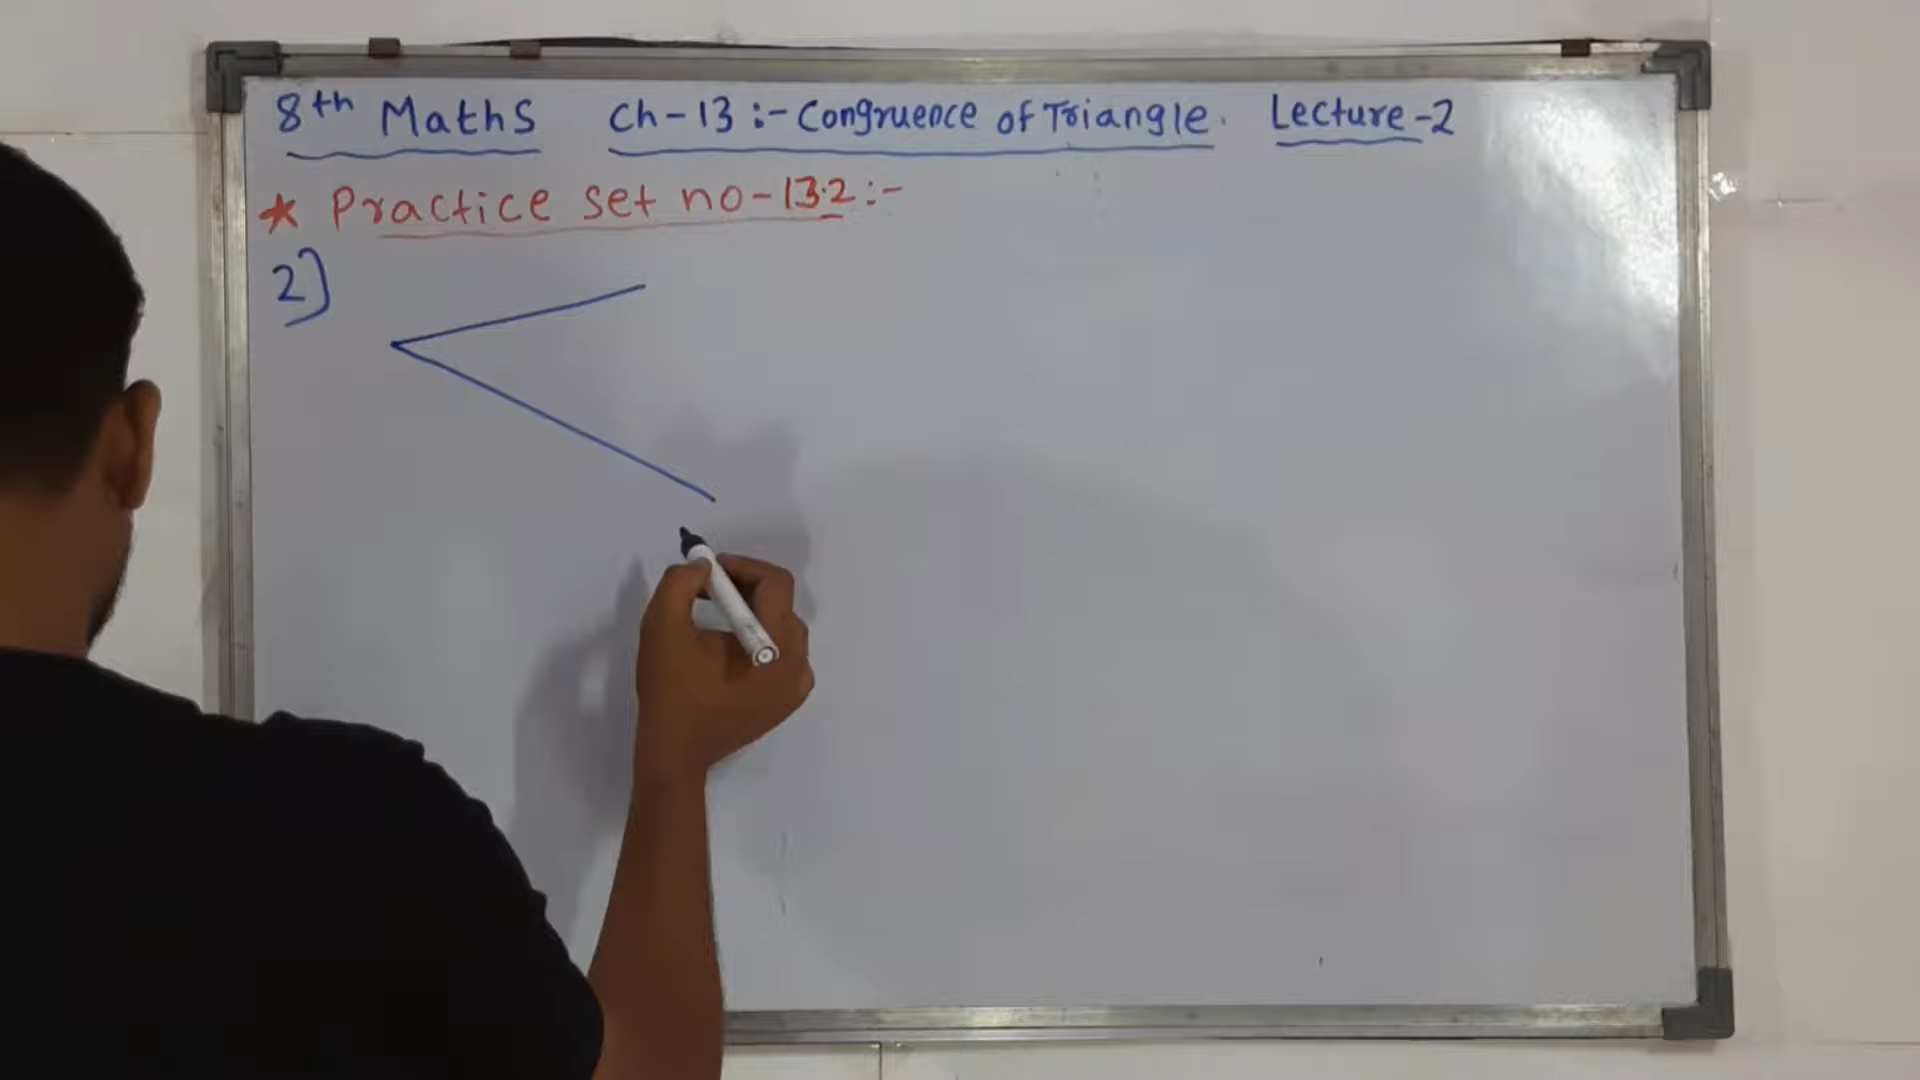 8th Maths Ch-13 :- Congruence of Triangle. Lecture-2
* Practice set no-13.2 :-
2]